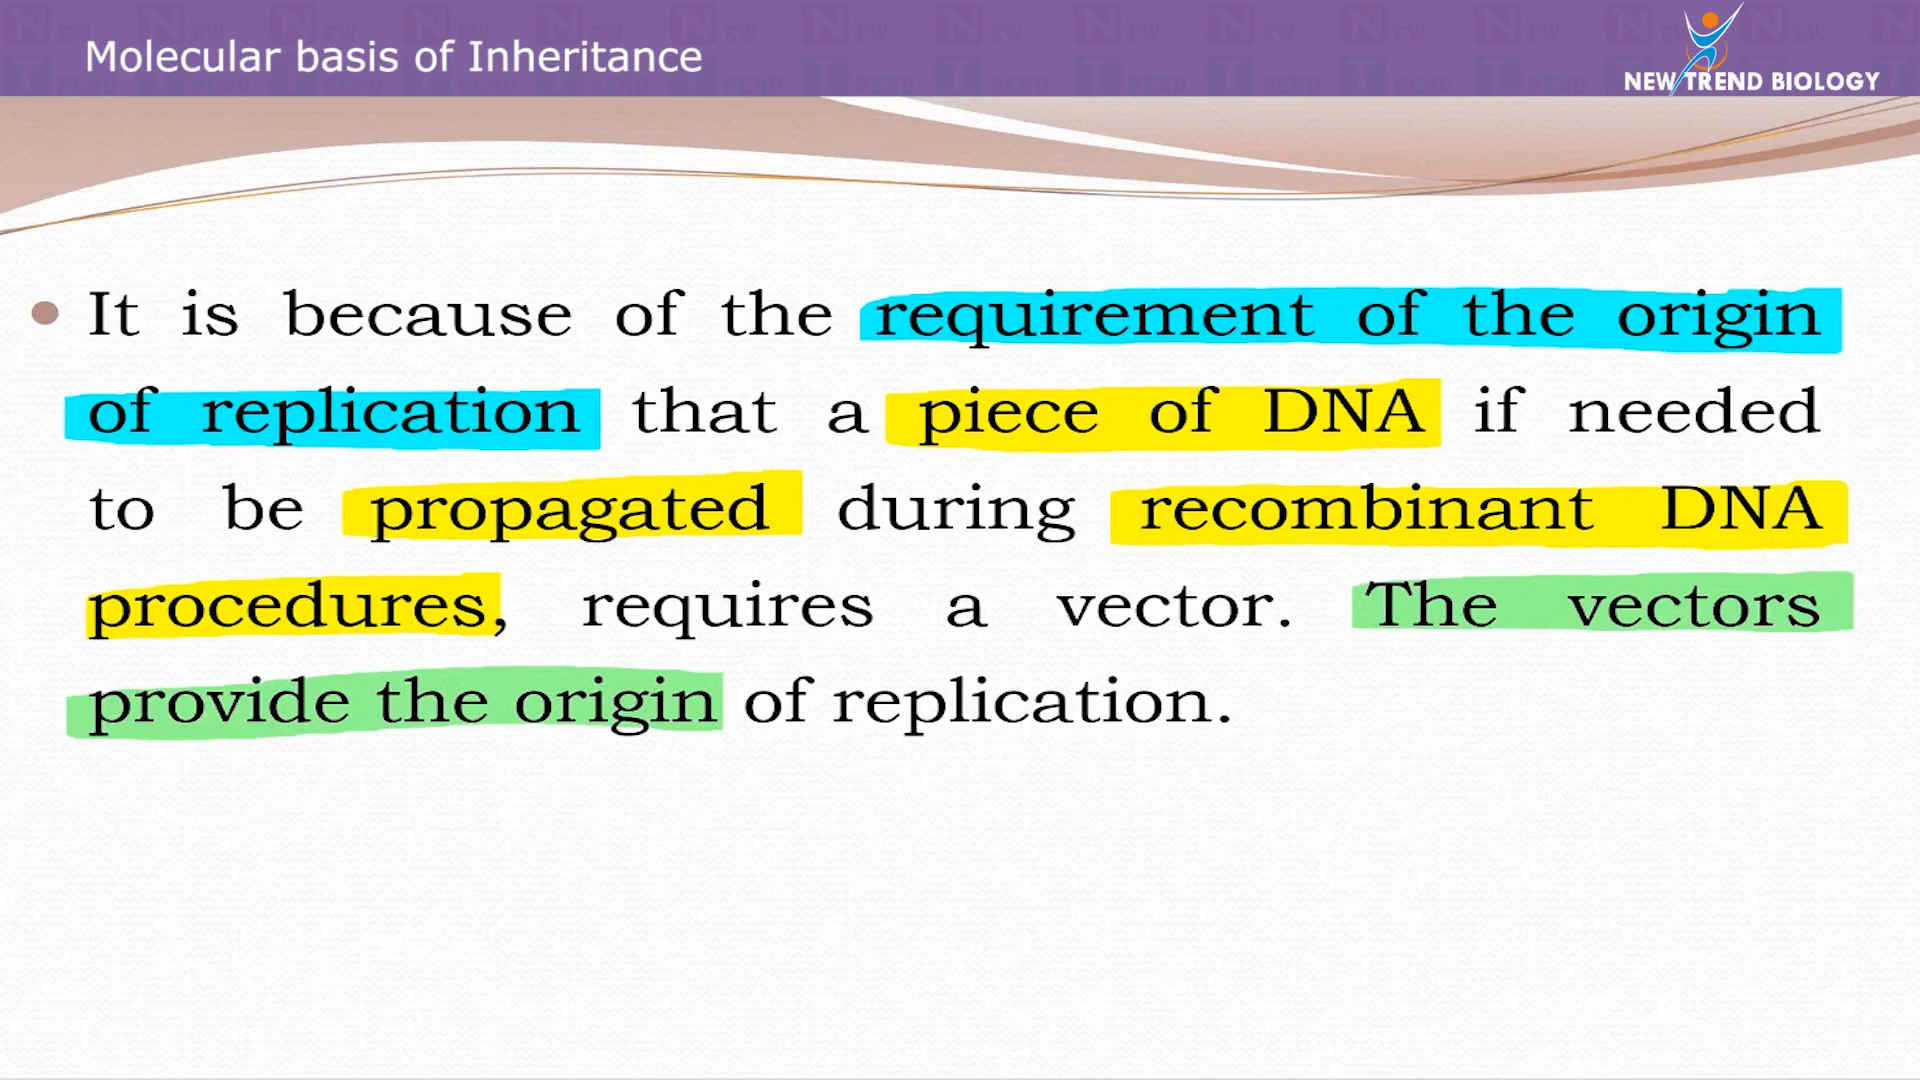 Molecular basis of Inheritance
NEW TREND BIOLOGY
It is because of the requirement of the origin
of replication that a piece of DNA if needed
to be propagated during recombinant DNA
procedures, requires a vector. The vectors
provide the origin of replication.